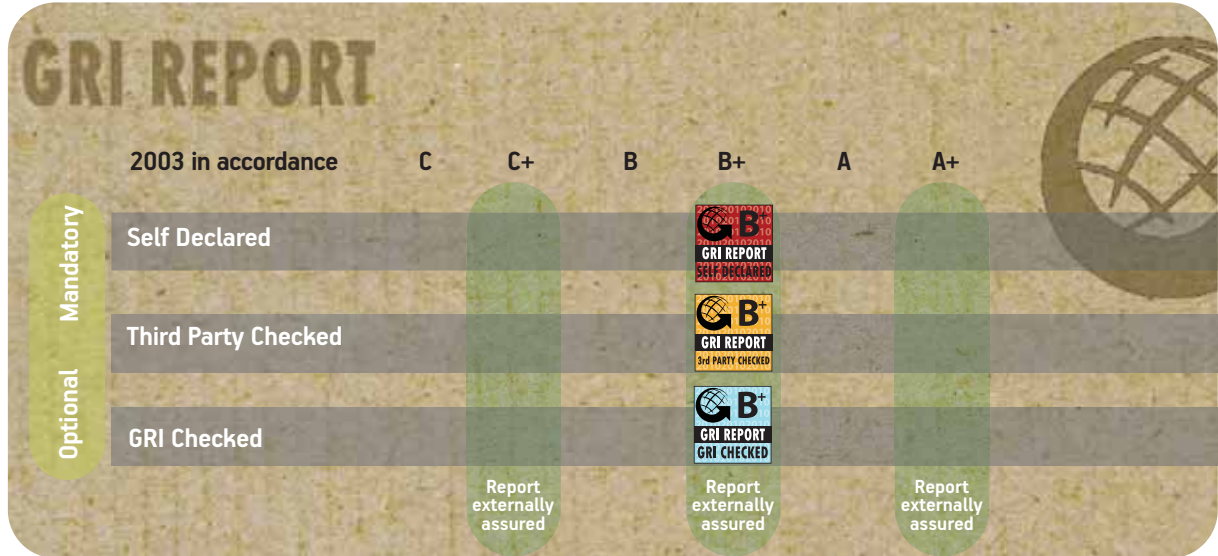 GRI REPORT
2003 in accordance C C+ B B+ A A+
Mandatory
Self Declared
B+
GRI REPORT
SELF DECLARED
Third Party Checked
B+
GRI REPORT
3rd PARTY CHECKED
Optional
GRI Checked
B+
GRI REPORT
GRI CHECKED
Report Report Report
externally externally externally
assured assured assured